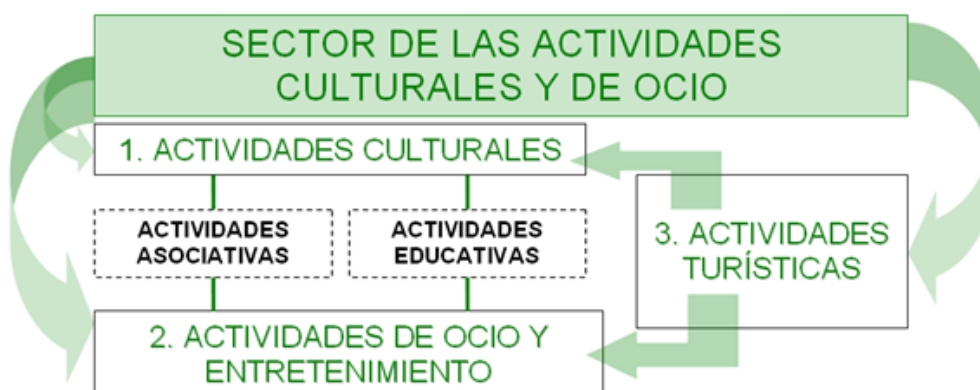 SECTOR DE LAS ACTIVIDADES
CULTURALES Y DE OCIO
1. ACTIVIDADES CULTURALES
ACTIVIDADES
ASOCIATIVAS
ACTIVIDADES
EDUCATIVAS
3. ACTIVIDADES
TURÍSTICAS
2. ACTIVIDADES DE OCIO Y
ENTRETENIMIENTO